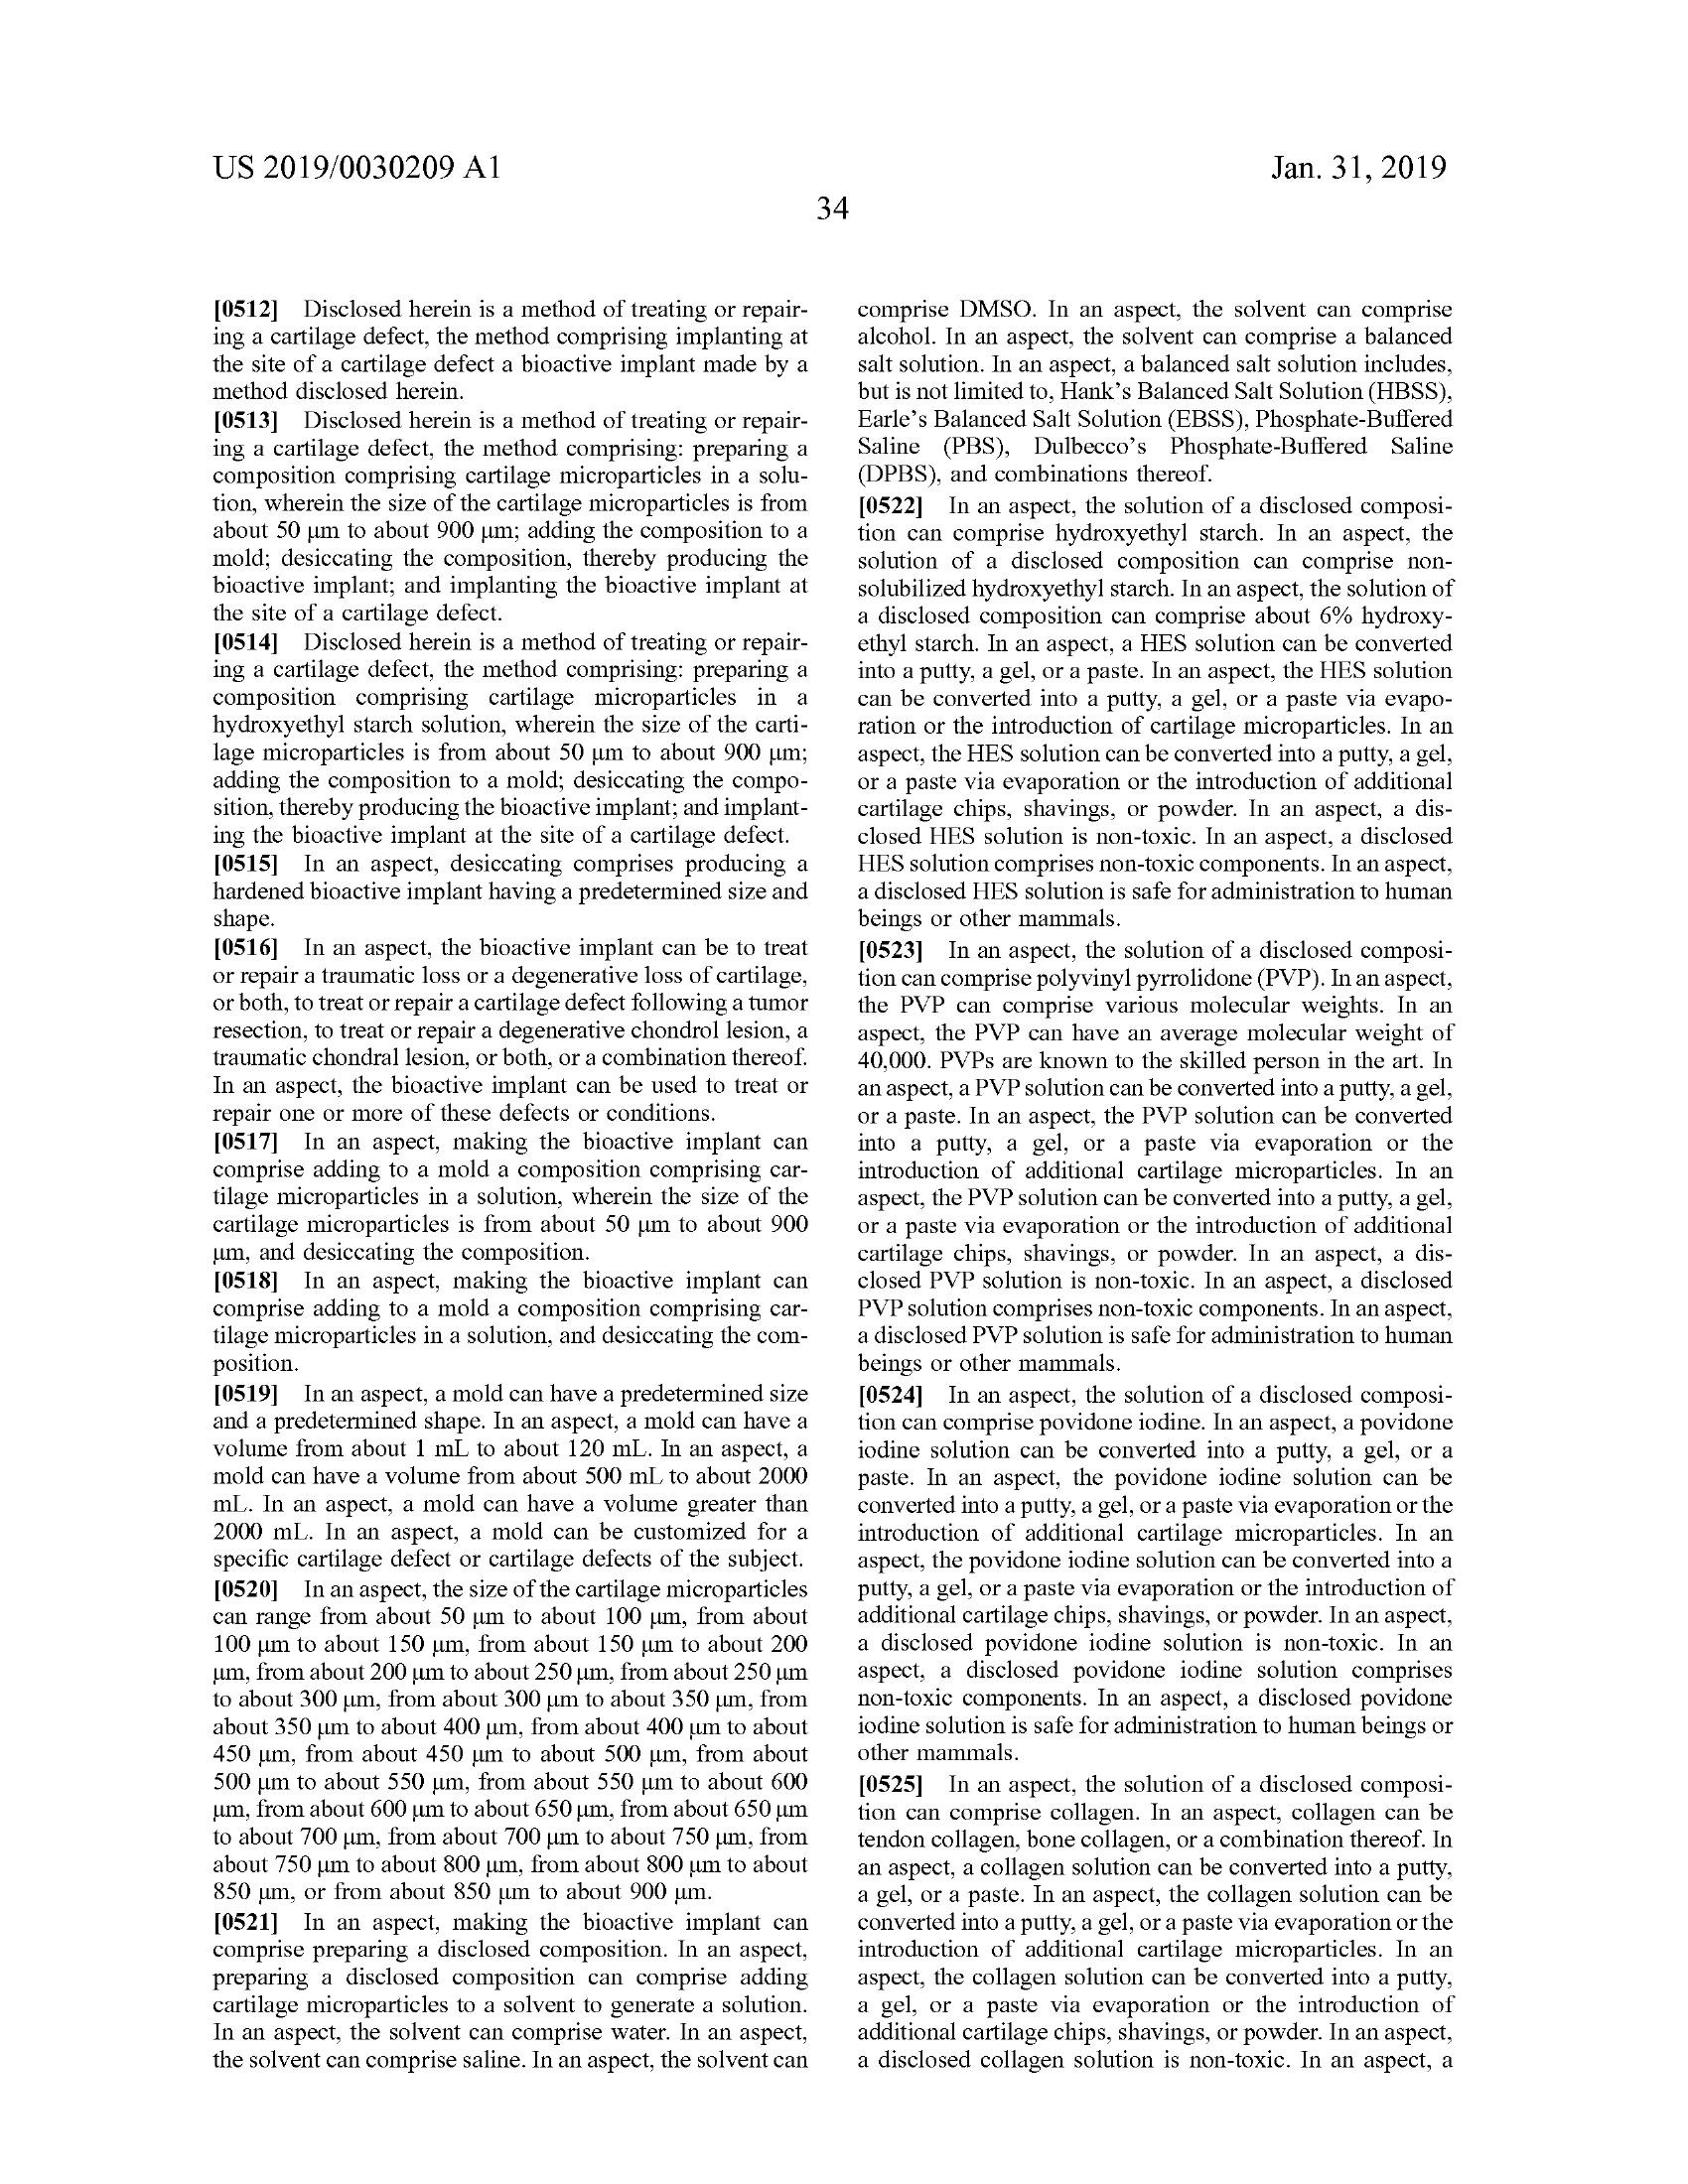 US 2019/0030209 A1
Jan. 31, 2019
34
[0512] Disclosed herein is a method of treating or repair-
ing a cartilage defect, the method comprising implanting at
the site of a cartilage defect a bioactive implant made by a
method disclosed herein.
[0513] Disclosed herein is a method of treating or repair-
ing a cartilage defect, the method comprising: preparing a
composition comprising cartilage microparticles in a solu-
tion, wherein the size of the cartilage microparticles is from
about 50 μm to about 900 μm; adding the composition to a
mold; desiccating the composition, thereby producing the
bioactive implant; and implanting the bioactive implant at
the site of a cartilage defect.
[0514] Disclosed herein is a method of treating or repair-
ing a cartilage defect, the method comprising: preparing a
composition comprising cartilage microparticles in a
hydroxyethyl starch solution, wherein the size of the carti-
lage microparticles is from about 50 μm to about 900 μm;
adding the composition to a mold; desiccating the compo-
sition, thereby producing the bioactive implant; and implant-
ing the bioactive implant at the site of a cartilage defect.
[0515] In an aspect, desiccating comprises producing a
hardened bioactive implant having a predetermined size and
shape.
[0516] In an aspect, the bioactive implant can be to treat
or repair a traumatic loss or a degenerative loss of cartilage,
or both, to treat or repair a cartilage defect following a tumor
resection, to treat or repair a degenerative chondrol lesion, a
traumatic chondral lesion, or both, or a combination thereof.
In an aspect, the bioactive implant can be used to treat or
repair one or more of these defects or conditions.
[0517] In an aspect, making the bioactive implant can
comprise adding to a mold a composition comprising car-
tilage microparticles in a solution, wherein the size of the
cartilage microparticles is from about 50 μm to about 900
μm, and desiccating the composition.
[0518] In an aspect, making the bioactive implant can
comprise adding to a mold a composition comprising car-
tilage microparticles in a solution, and desiccating the com-
position.
[0519] In an aspect, a mold can have a predetermined size
and a predetermined shape. In an aspect, a mold can have a
volume from about 1 mL to about 120 mL. In an aspect, a
mold can have a volume from about 500 mL to about 2000
mL. In an aspect, a mold can have a volume greater than
2000 mL. In an aspect, a mold can be customized for a
specific cartilage defect or cartilage defects of the subject.
[0520] In an aspect, the size of the cartilage microparticles
can range from about 50 μm to about 100 μm, from about
100 μm to about 150 μm, from about 150 μm to about 200
μm, from about 200 μm to about 250 μm, from about 250 μm
to about 300 μm, from about 300 μm to about 350 μm, from
about 350 μm to about 400 μm, from about 400 μm to about
450 μm, from about 450 μm to about 500 μm, from about
500 μm to about 550 μm, from about 550 μm to about 600
μm, from about 600 μm to about 650 μm, from about 650 μm
to about 700 μm, from about 700 μm to about 750 μm, from
about 750 μm to about 800 μm, from about 800 μm to about
850 μm, or from about 850 μm to about 900 μm.
[0521] In an aspect, making the bioactive implant can
comprise preparing a disclosed composition. In an aspect,
preparing a disclosed composition can comprise adding
cartilage microparticles to a solvent to generate a solution.
In an aspect, the solvent can comprise water. In an aspect,
the solvent can comprise saline. In an aspect, the solvent can
comprise DMSO. In an aspect, the solvent can comprise
alcohol. In an aspect, the solvent can comprise a balanced
salt solution. In an aspect, a balanced salt solution includes,
but is not limited to, Hank's Balanced Salt Solution (HBSS),
Earle's Balanced Salt Solution (EBSS), Phosphate-Buffered
Saline (PBS), Dulbecco's Phosphate-Buffered Saline
(DPBS), and combinations thereof.
[0522] In an aspect, the solution of a disclosed composi-
tion can comprise hydroxyethyl starch. In an aspect, the
solution of a disclosed composition can comprise non-
solubilized hydroxyethyl starch. In an aspect, the solution of
a disclosed composition can comprise about 6% hydroxy-
ethyl starch. In an aspect, a HES solution can be converted
into a putty, a gel, or a paste. In an aspect, the HES solution
can be converted into a putty, a gel, or a paste via evapo-
ration or the introduction of cartilage microparticles. In an
aspect, the HES solution can be converted into a putty, a gel,
or a paste via evaporation or the introduction of additional
cartilage chips, shavings, or powder. In an aspect, a dis-
closed HES solution is non-toxic. In an aspect, a disclosed
HES solution comprises non-toxic components. In an aspect,
a disclosed HES solution is safe for administration to human
beings or other mammals.
[0523] In an aspect, the solution of a disclosed composi-
tion can comprise polyvinyl pyrrolidone (PVP). In an aspect,
the PVP can comprise various molecular weights. In an
aspect, the PVP can have an average molecular weight of
40,000. PVPs are known to the skilled person in the art. In
an aspect, a PVP solution can be converted into a putty, a gel,
or a paste. In an aspect, the PVP solution can be converted
into a putty, a gel, or a paste via evaporation or the
introduction of additional cartilage microparticles. In an
aspect, the PVP solution can be converted into a putty, a gel,
or a paste via evaporation or the introduction of additional
cartilage chips, shavings, or powder. In an aspect, a dis-
closed PVP solution is non-toxic. In an aspect, a disclosed
PVP solution comprises non-toxic components. In an aspect,
a disclosed PVP solution is safe for administration to human
beings or other mammals.
[0524] In an aspect, the solution of a disclosed composi-
tion can comprise povidone iodine. In an aspect, a povidone
iodine solution can be converted into a putty, a gel, or a
paste. In an aspect, the povidone iodine solution can be
converted into a putty, a gel, or a paste via evaporation or the
introduction of additional cartilage microparticles. In an
aspect, the povidone iodine solution can be converted into a
putty, a gel, or a paste via evaporation or the introduction of
additional cartilage chips, shavings, or powder. In an aspect,
a disclosed povidone iodine solution is non-toxic. In an
aspect, a disclosed povidone iodine solution comprises
non-toxic components. In an aspect, a disclosed povidone
iodine solution is safe for administration to human beings or
other mammals.
[0525] In an aspect, the solution of a disclosed composi-
tion can comprise collagen. In an aspect, collagen can be
tendon collagen, bone collagen, or a combination thereof. In
an aspect, a collagen solution can be converted into a putty,
a gel, or a paste. In an aspect, the collagen solution can be
converted into a putty, a gel, or a paste via evaporation or the
introduction of additional cartilage microparticles. In an
aspect, the collagen solution can be converted into a putty,
a gel, or a paste via evaporation or the introduction of
additional cartilage chips, shavings, or powder. In an aspect,
a disclosed collagen solution is non-toxic. In an aspect, a